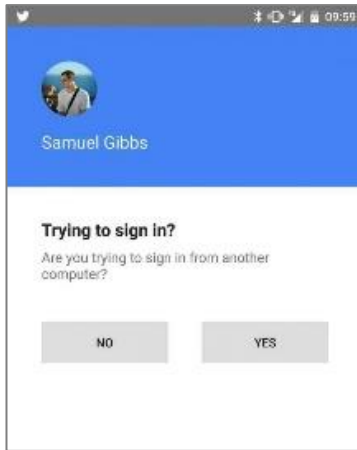 09:59
Samuel Gibbs
Trying to sign in?
Are you trying to sign in from another
computer?
NO YES